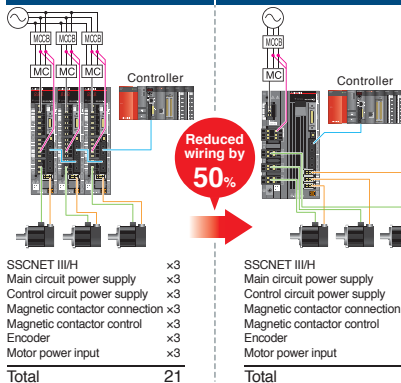 MCCB MCCB MCCB
MC MC MC
Controller
SSCNET III/H ×3
Main circuit power supply ×3
Control circuit power supply ×3
Magnetic contactor connection ×3
Magnetic contactor control ×3
Encoder ×3
Motor power input ×3
Total 21
Reduced
wiring by
50%
MCCB
MC
Controller
SSCNET III/H
Main circuit power supply
Control circuit power supply
Magnetic contactor connection
Magnetic contactor control
Encoder
Motor power input
Total